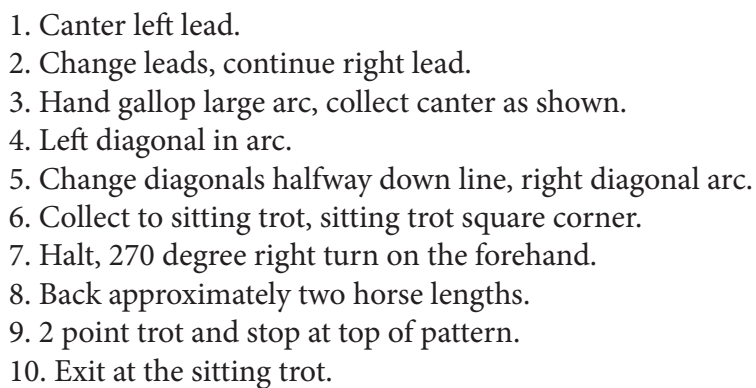 1. Canter left lead.
2. Change leads, continue right lead.
3. Hand gallop large arc, collect canter as shown.
4. Left diagonal in arc.
5. Change diagonals halfway down line, right diagonal arc.
6. Collect to sitting trot, sitting trot square corner.
7. Halt, 270 degree right turn on the forehand.
8. Back approximately two horse lengths.
9. 2 point trot and stop at top of pattern.
10. Exit at the sitting trot.